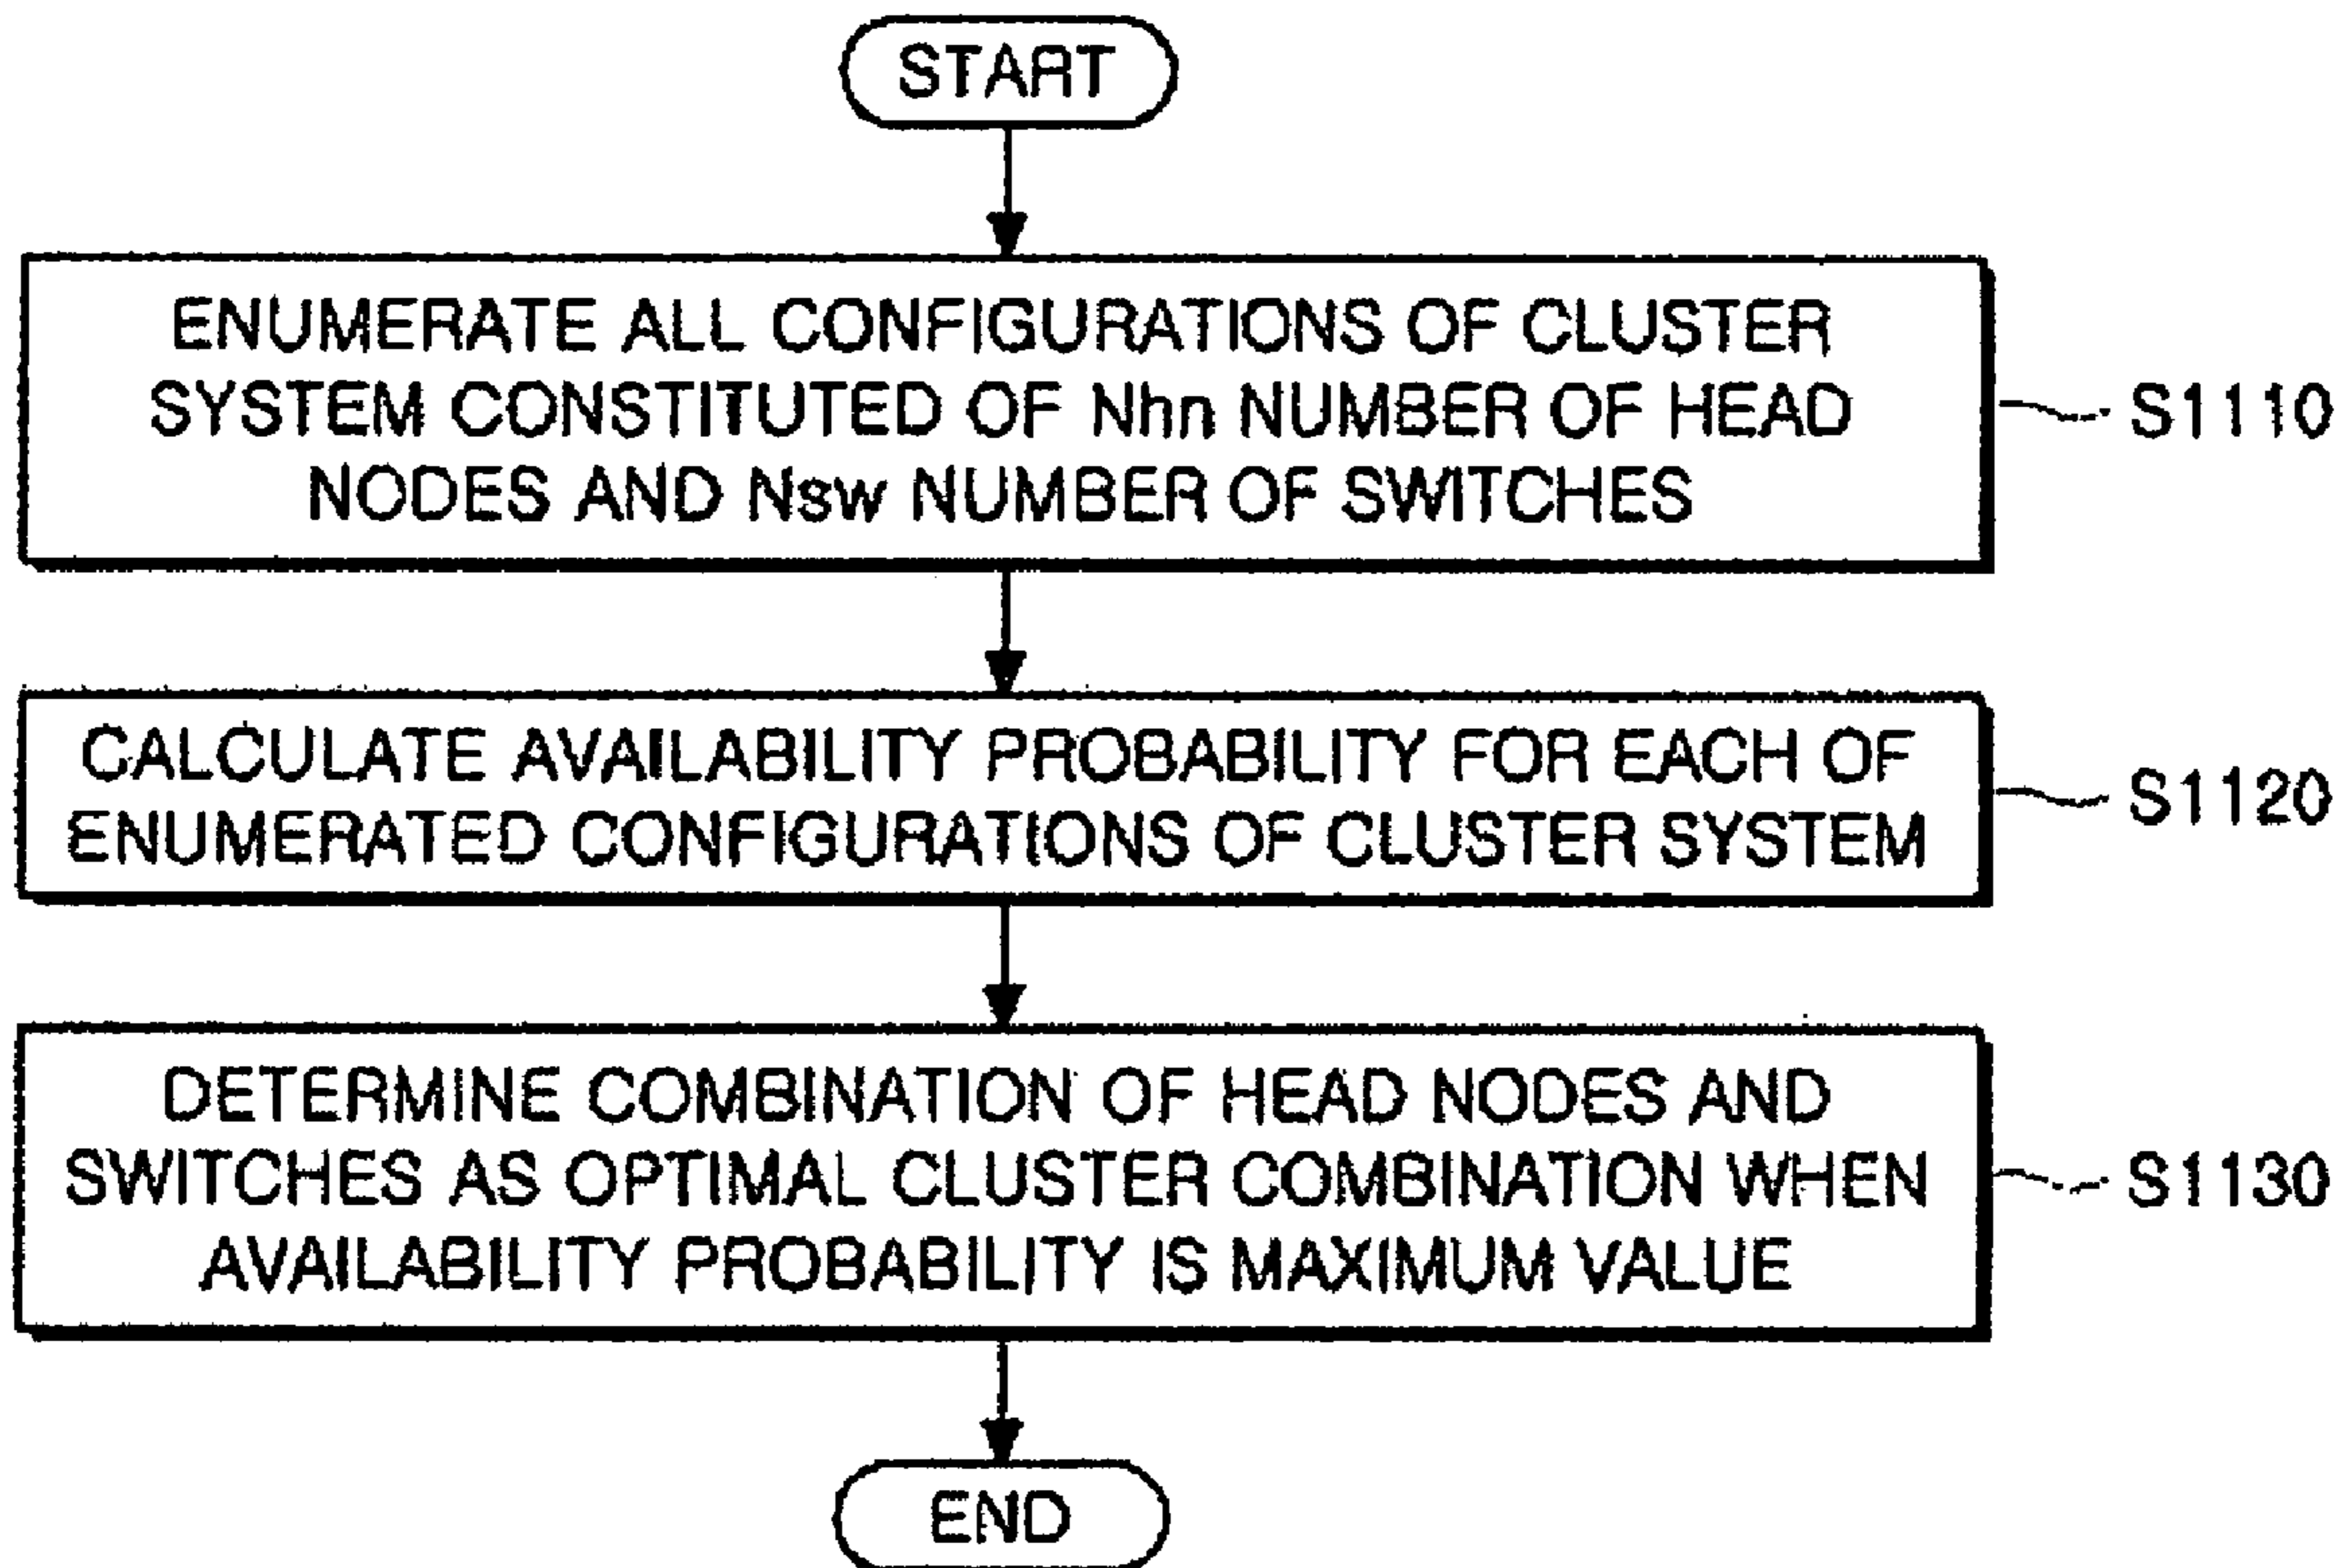 START
ENUMERATE ALL CONFIGURATIONS OF CLUSTER
SYSTEM CONSTITUTED OF Nhn NUMBER OF HEAD
NODES AND Nsw NUMBER OF SWITCHES
S1110
CALCULATE AVAILABILITY PROBABILITY FOR EACH OF
ENUMERATED CONFIGURATIONS OF CLUSTER SYSTEM
S1120
DETERMINE COMBINATION OF HEAD NODES AND
SWITCHES AS OPTIMAL CLUSTER COMBINATION WHEN
AVAILABILITY PROBABILITY IS MAXIMUM VALUE
S1130
END